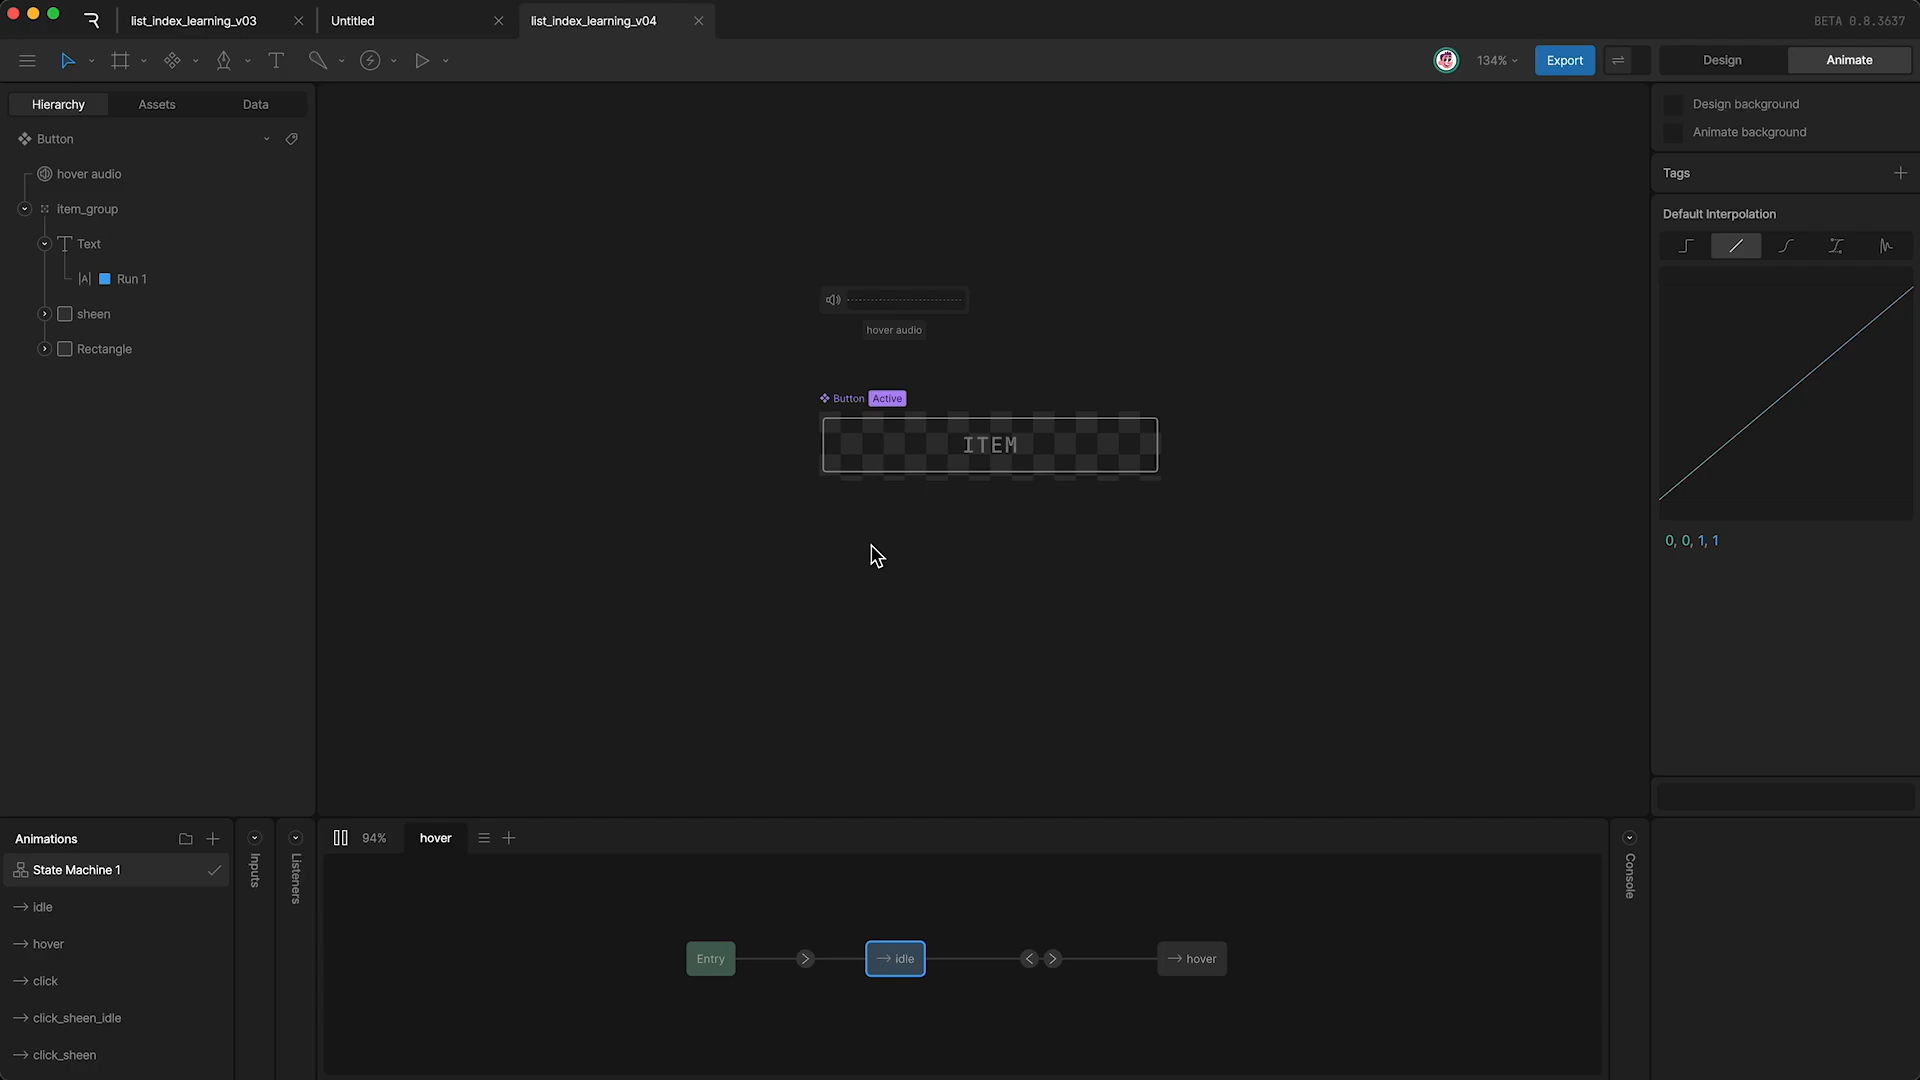 list_index_learning_v03
Untitled
list_index_learning_v04
BETA 0.8.3637
134%
Export
Design
Animate
Hierarchy
Assets
Data
Button
hover audio
item_group
Text
Run 1
sheen
Rectangle
hover audio
Button
Active
ITEM
Design background
Animate background
Tags
Default Interpolation
0, 0, 1, 1
Animations
State Machine 1
idle
hover
click
click_sheen_idle
click_sheen
Inputs
Listeners
94%
hover
Entry
idle
hover
Console